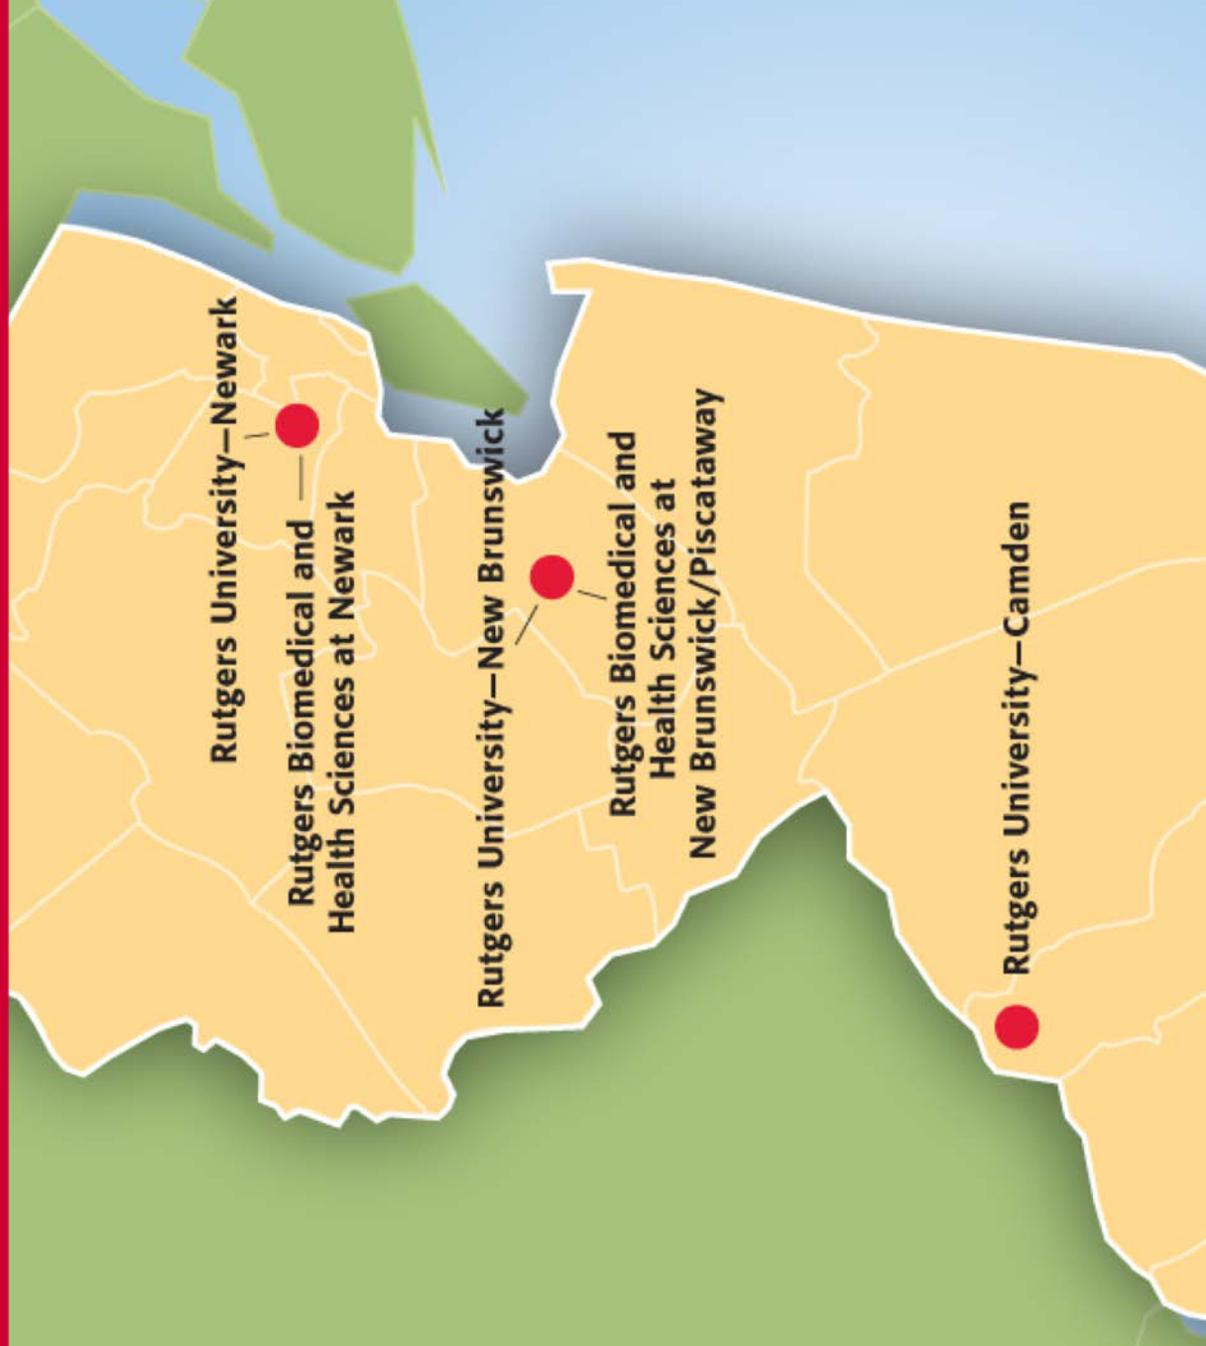 Rutgers University—Newark
Rutgers Biomedical and
Health Sciences at Newark
Rutgers University—New Brunswick
Rutgers Biomedical and
Health Sciences at
New Brunswick/Piscataway
Rutgers University—Camden